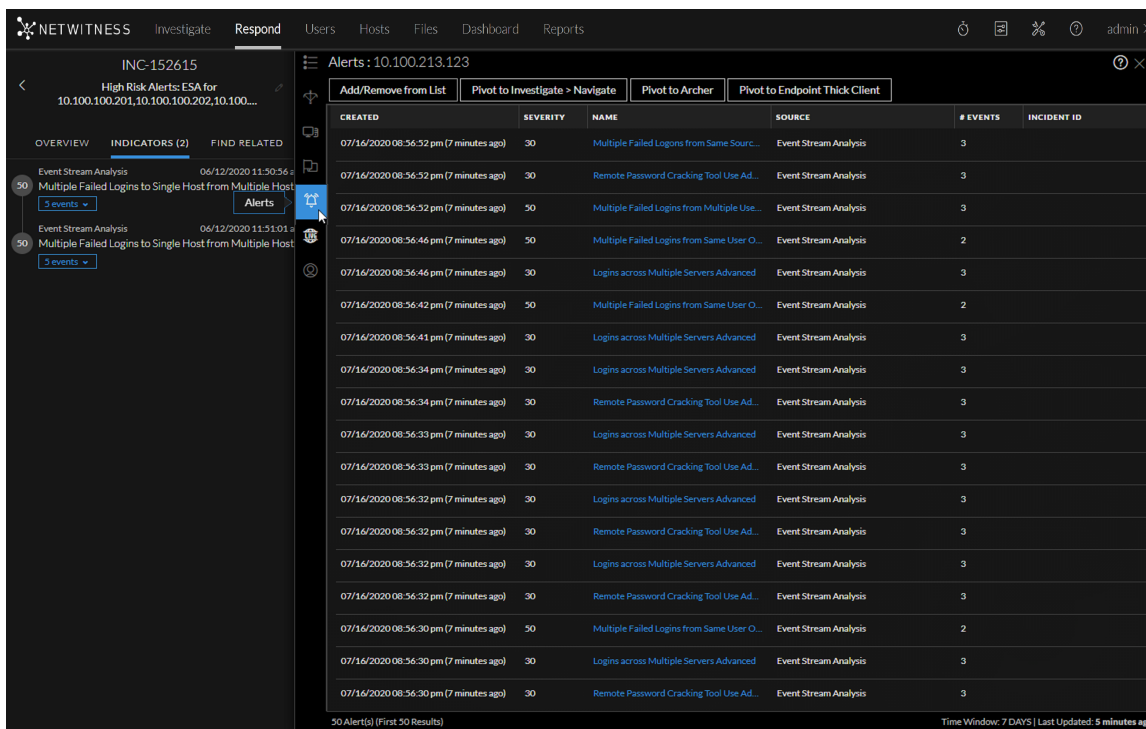 NETWITNESS Investigate Respond Users Hosts Files Dashboard Reports admin
INC-152615
High Risk Alerts: ESA for
10.100.100.201,10.100.100.202,10.100....
OVERVIEW INDICATORS (2) FIND RELATED
Event Stream Analysis 06/12/2020 11:50:56 a
50 Multiple Failed Logins to Single Host from Multiple Host
5 events
Alerts
Event Stream Analysis 06/12/2020 11:51:01 a
50 Multiple Failed Logins to Single Host from Multiple Host
5 events
LIVE
Alerts : 10.100.213.123
Add/Remove from List Pivot to Investigate > Navigate Pivot to Archer Pivot to Endpoint Thick Client
CREATED SEVERITY NAME SOURCE # EVENTS INCIDENT ID
07/16/2020 08:56:52 pm (7 minutes ago) 30 Multiple Failed Logons from Same Sourc... Event Stream Analysis 3
07/16/2020 08:56:52 pm (7 minutes ago) 30 Remote Password Cracking Tool Use Ad... Event Stream Analysis 3
07/16/2020 08:56:52 pm (7 minutes ago) 50 Multiple Failed Logins from Multiple Use... Event Stream Analysis 3
07/16/2020 08:56:46 pm (7 minutes ago) 50 Multiple Failed Logins from Same User O... Event Stream Analysis 2
07/16/2020 08:56:46 pm (7 minutes ago) 30 Logins across Multiple Servers Advanced Event Stream Analysis 3
07/16/2020 08:56:42 pm (7 minutes ago) 50 Multiple Failed Logins from Same User O... Event Stream Analysis 2
07/16/2020 08:56:41 pm (7 minutes ago) 30 Logins across Multiple Servers Advanced Event Stream Analysis 3
07/16/2020 08:56:34 pm (7 minutes ago) 30 Logins across Multiple Servers Advanced Event Stream Analysis 3
07/16/2020 08:56:34 pm (7 minutes ago) 30 Remote Password Cracking Tool Use Ad... Event Stream Analysis 3
07/16/2020 08:56:33 pm (7 minutes ago) 30 Logins across Multiple Servers Advanced Event Stream Analysis 3
07/16/2020 08:56:33 pm (7 minutes ago) 30 Remote Password Cracking Tool Use Ad... Event Stream Analysis 3
07/16/2020 08:56:32 pm (7 minutes ago) 30 Logins across Multiple Servers Advanced Event Stream Analysis 3
07/16/2020 08:56:32 pm (7 minutes ago) 30 Remote Password Cracking Tool Use Ad... Event Stream Analysis 3
07/16/2020 08:56:32 pm (7 minutes ago) 30 Logins across Multiple Servers Advanced Event Stream Analysis 3
07/16/2020 08:56:32 pm (7 minutes ago) 30 Remote Password Cracking Tool Use Ad... Event Stream Analysis 3
07/16/2020 08:56:30 pm (7 minutes ago) 50 Multiple Failed Logins from Same User O... Event Stream Analysis 2
07/16/2020 08:56:30 pm (7 minutes ago) 30 Logins across Multiple Servers Advanced Event Stream Analysis 3
07/16/2020 08:56:30 pm (7 minutes ago) 30 Remote Password Cracking Tool Use Ad... Event Stream Analysis 3
50 Alert(s) (First 50 Results) Time Window: 7 DAYS | Last Updated: 5 minutes ag